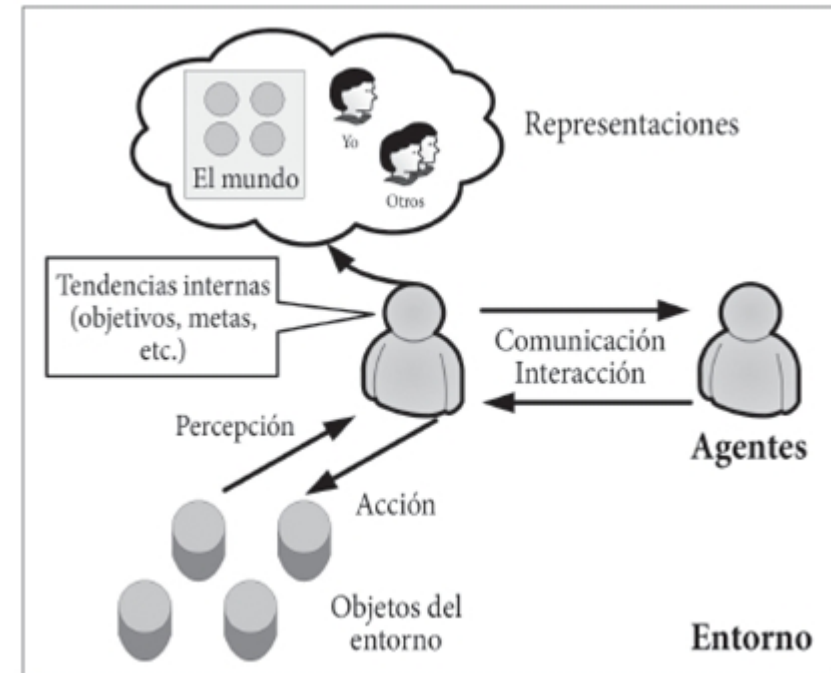 Yo
El mundo
Otros
Representaciones
Tendencias internas
(objetivos, metas,
etc.)
Comunicación
Interacción
Agentes
Percepción
Acción
Objetos del
entorno
Entorno